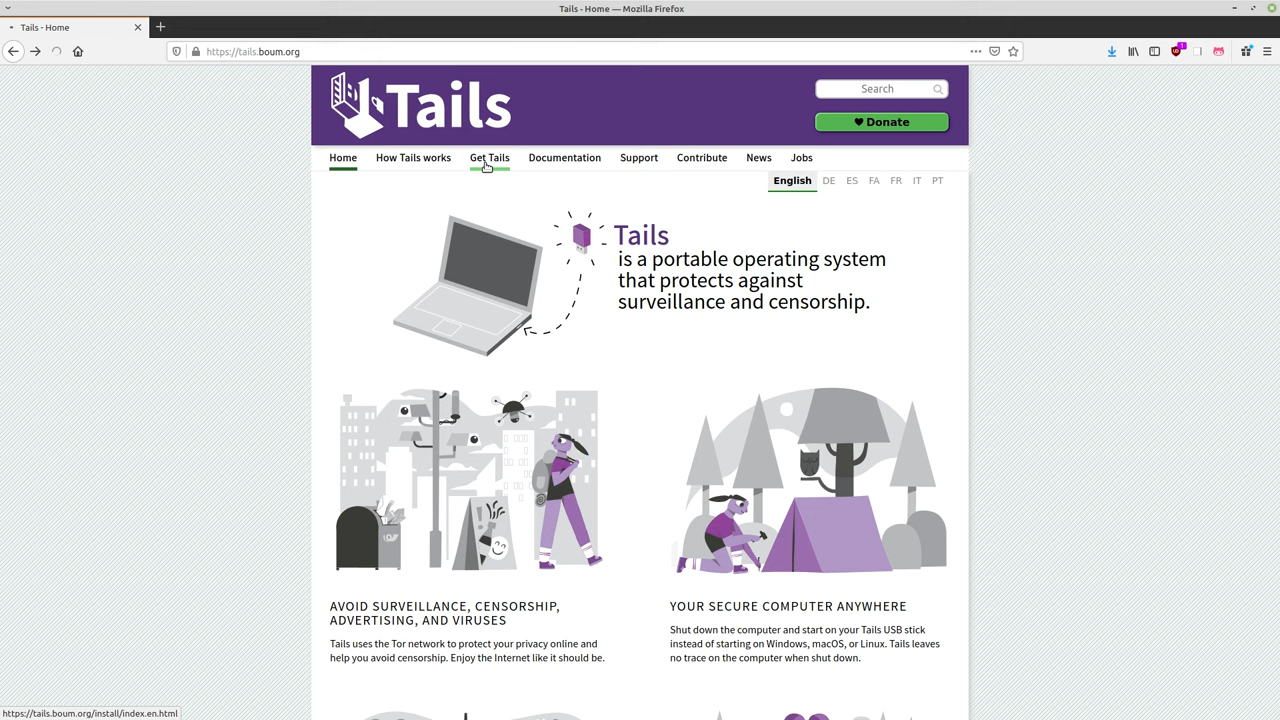 Tails - Home — Mozilla Firefox
Tails - Home
https://tails.boum.org
1
Tails
Search
Donate
Home How Tails works Get Tails Documentation Support Contribute News Jobs
English DE ES FA FR IT PT
Tails
is a portable operating system
that protects against
surveillance and censorship.
AVOID SURVEILLANCE, CENSORSHIP,
ADVERTISING, AND VIRUSES
Tails uses the Tor network to protect your privacy online and
help you avoid censorship. Enjoy the Internet like it should be.
YOUR SECURE COMPUTER ANYWHERE
Shut down the computer and start on your Tails USB stick
instead of starting on Windows, macOS, or Linux. Tails leaves
no trace on the computer when shut down.
https://tails.boum.org/install/index.en.html